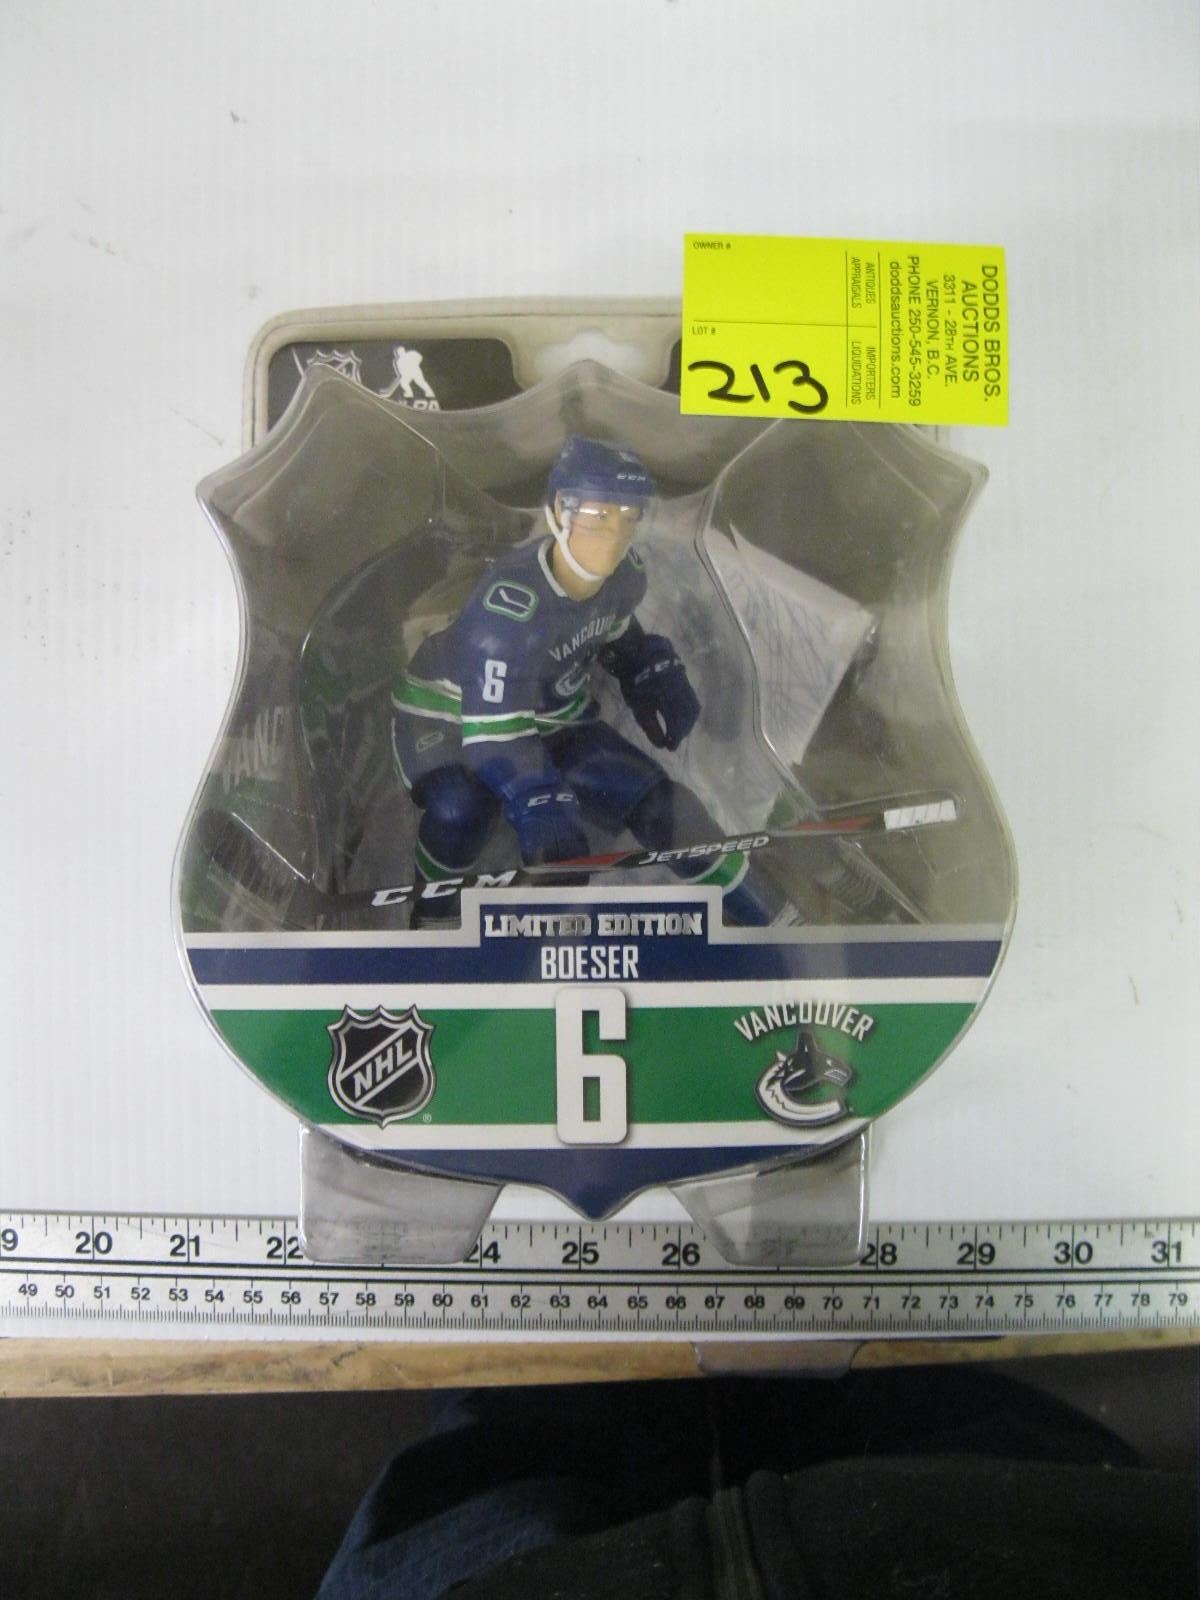 OWNER #
LOT #
213
ANTIQUES
APPRAISALS
IMPORTERS
LIQUIDATIONS
DODDS BROS.
AUCTIONS
3311 - 28TH AVE.
VERNON, B.C.
PHONE 250-545-3259
doddsauctions.com
CCM
VANCOU
6
CCM
CCM
JETSPEED
CCM
LIMITED EDITION
BOESER
NHL
®
6
VANCOUVER
20 21 22 24 25 26 28 29 30 31
49 50 51 52 53 54 55 56 57 58 59 60 61 62 63 64 65 66 67 68 69 70 71 72 73 74 75 76 77 78 79